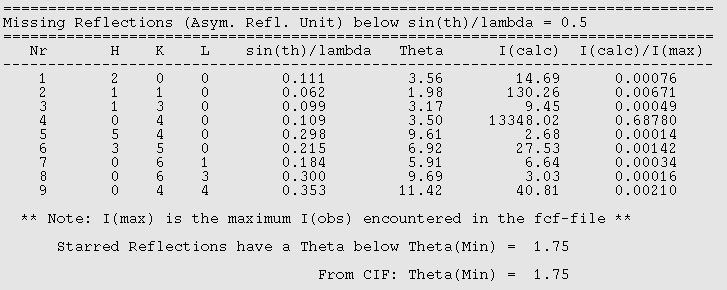 ===========================================================================
Missing Reflections (Asym. Refl. Unit) below sin(th)/lambda = 0.5
===========================================================================
Nr H K L sin(th)/lambda Theta I(calc) I(calc)/I(max)
---------------------------------------------------------------------------
1 2 0 0 0.111 3.56 14.69 0.00076
2 1 1 0 0.062 1.98 130.26 0.00671
3 1 3 0 0.099 3.17 9.45 0.00049
4 0 4 0 0.109 3.50 13348.02 0.68780
5 5 4 0 0.298 9.61 2.68 0.00014
6 3 5 0 0.215 6.92 27.53 0.00142
7 0 6 1 0.184 5.91 6.64 0.00034
8 0 6 3 0.300 9.69 3.03 0.00016
9 0 4 4 0.353 11.42 40.81 0.00210
** Note: I(max) is the maximum I(obs) encountered in the fcf-file **
Starred Reflections have a Theta below Theta(Min) = 1.75
From CIF: Theta(Min) = 1.75